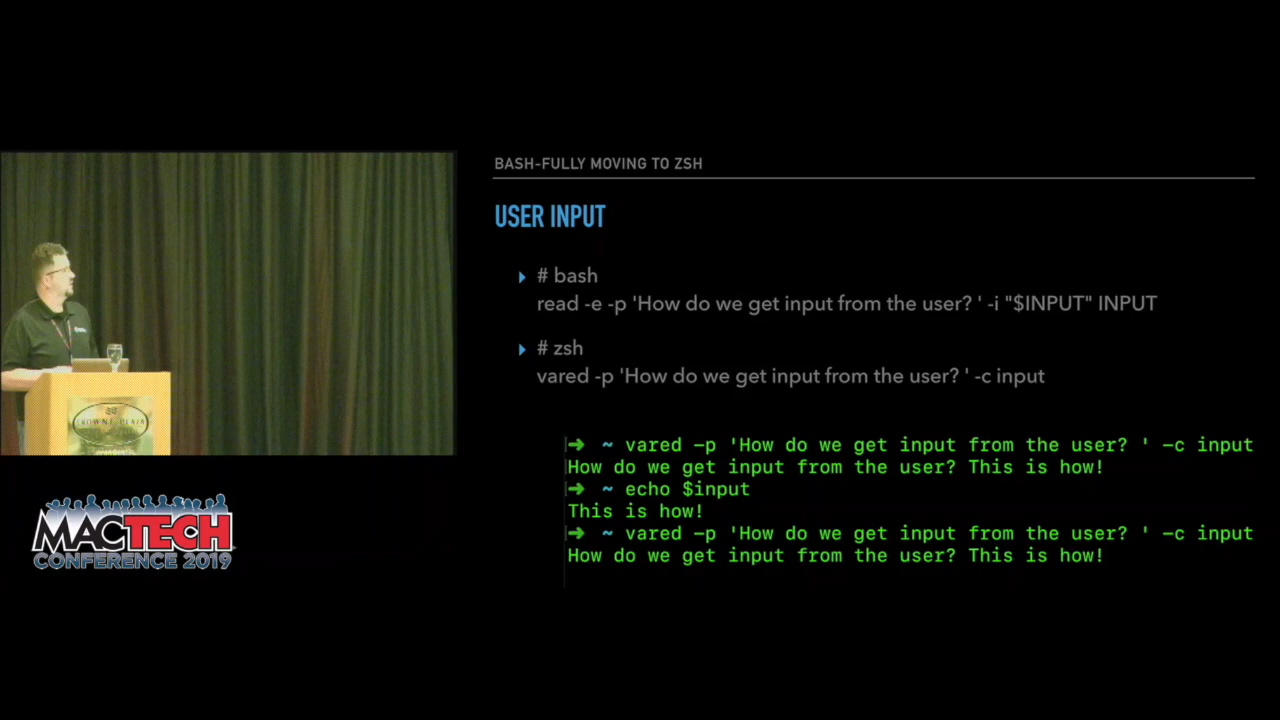 BASH-FULLY MOVING TO ZSH
USER INPUT
# bash
read -e -p 'How do we get input from the user? ' -i "$INPUT" INPUT
# zsh
vared -p 'How do we get input from the user? ' -c input
➜ ~ vared -p 'How do we get input from the user? ' -c input
How do we get input from the user? This is how!
➜ ~ echo $input
This is how!
➜ ~ vared -p 'How do we get input from the user? ' -c input
How do we get input from the user? This is how!
CROWNE PLAZA
MACTECH
CONFERENCE 2019